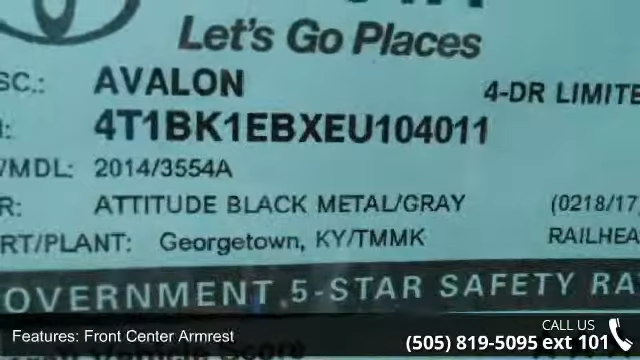 Let's Go Places
SC.: AVALON 4-DR LIMITE
: 4T1BK1EBXEU104011
/MDL: 2014/3554A
R: ATTITUDE BLACK METAL/GRAY (0218/17
RT/PLANT: Georgetown, KY/TMMK RAILHEA
OVERNMENT 5-STAR SAFETY RA
Features: Front Center Armrest
CALL US
(505) 819-5095 ext 101